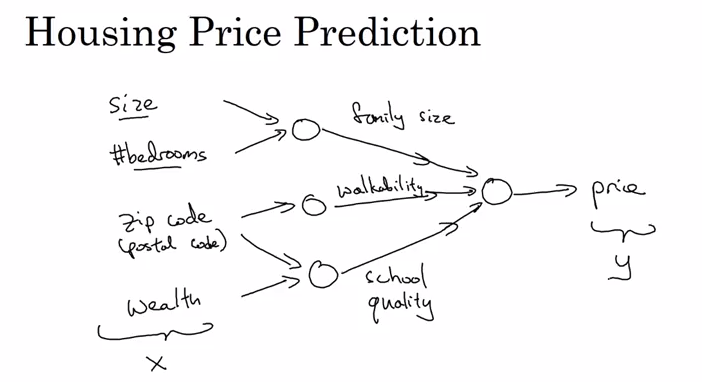 Housing Price Prediction
size
family size
#bedrooms
walkability
price
zip code
(postal code)
y
school
quality
wealth
x